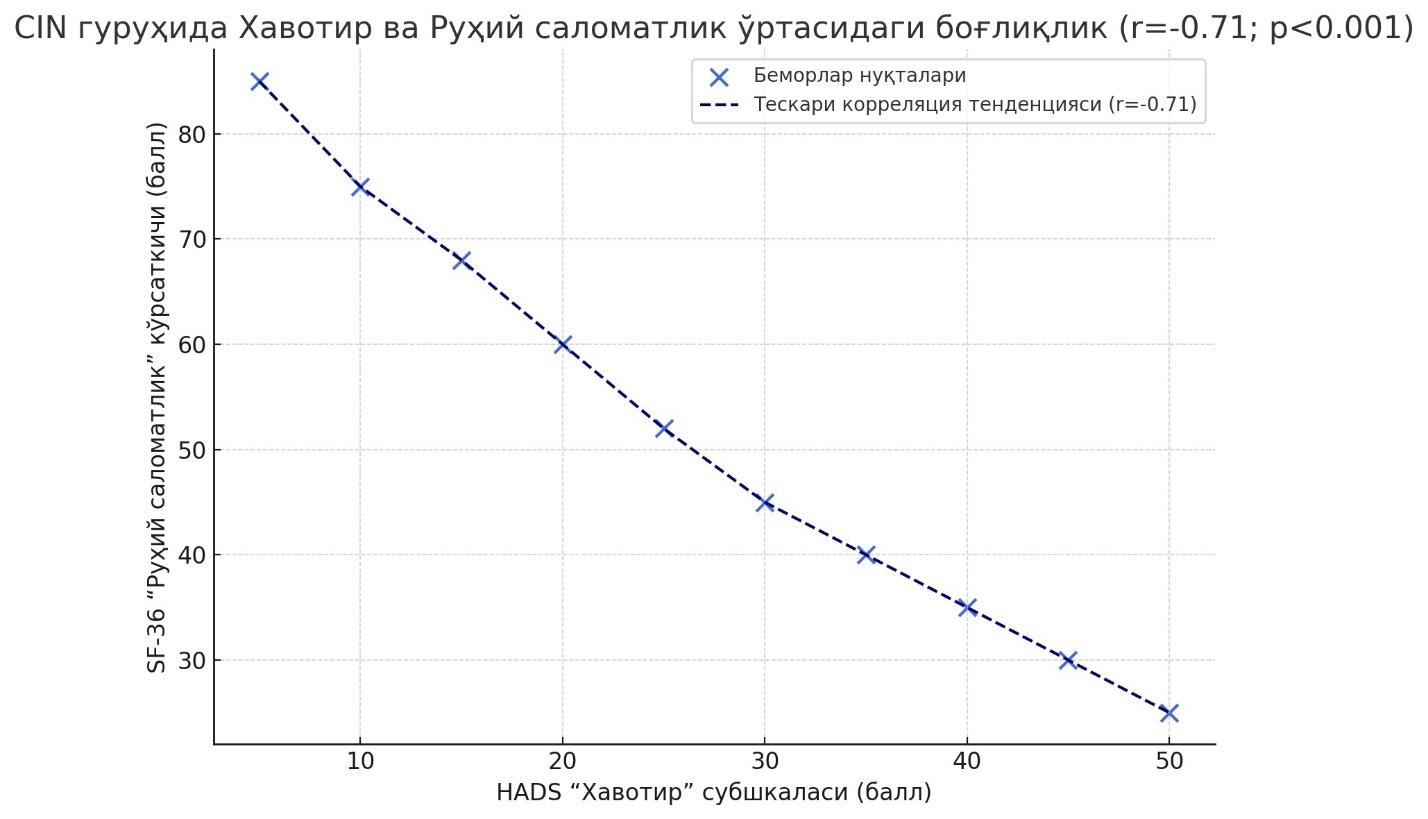 CIN гуруҳида Хавотир ва Руҳий саломатлик ўртасидаги боғлиқлик (r=-0.71; p<0.001)
Беморлар нуқталари
Тескари корреляция тенденцияси (r=-0.71)
SF-36 “Руҳий саломатлик” кўрсаткичи (балл)
80
70
60
50
40
30
10 20 30 40 50
HADS “Хавотир” субшкаласи (балл)